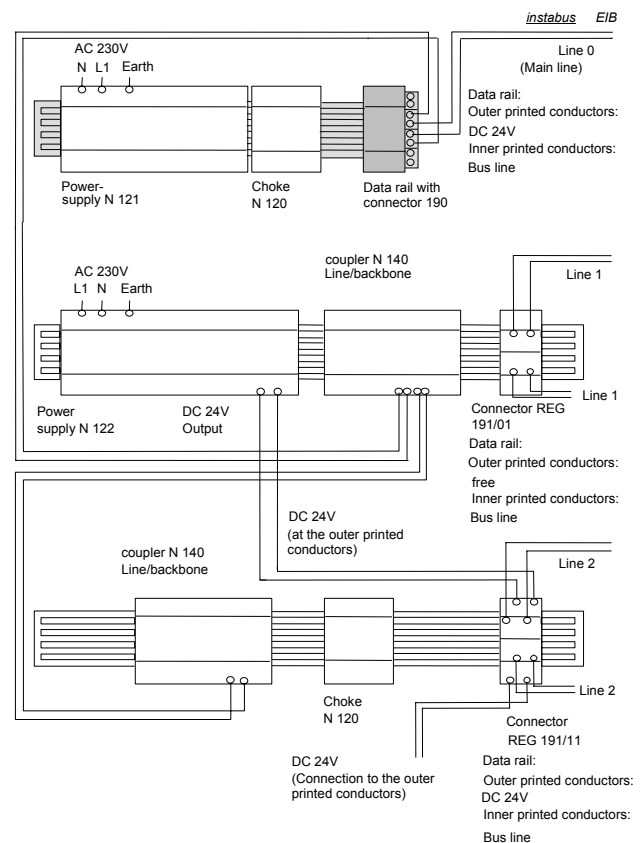 instabus EIB
AC 230V
Line 0
(Main line)
N L1 Earth
Data rail:
Outer printed conductors:
DC 24V
Inner printed conductors:
Bus line
Power-
supply N 121
Choke
N 120
Data rail with
connector 190
coupler N 140
Line/backbone
AC 230V
L1 N Earth
Line 1
Line 1
Power
supply N 122
DC 24V
Output
Connector REG
191/01
Data rail:
Outer printed conductors:
free
Inner printed conductors:
Bus line
DC 24V
(at the outer printed
conductors)
coupler N 140
Line/backbone
Line 2
Line 2
Choke
N 120
Connector
REG 191/11
DC 24V
(Connection to the outer
printed conductors)
Data rail:
Outer printed conductors:
DC 24V
Inner printed conductors:
Bus line